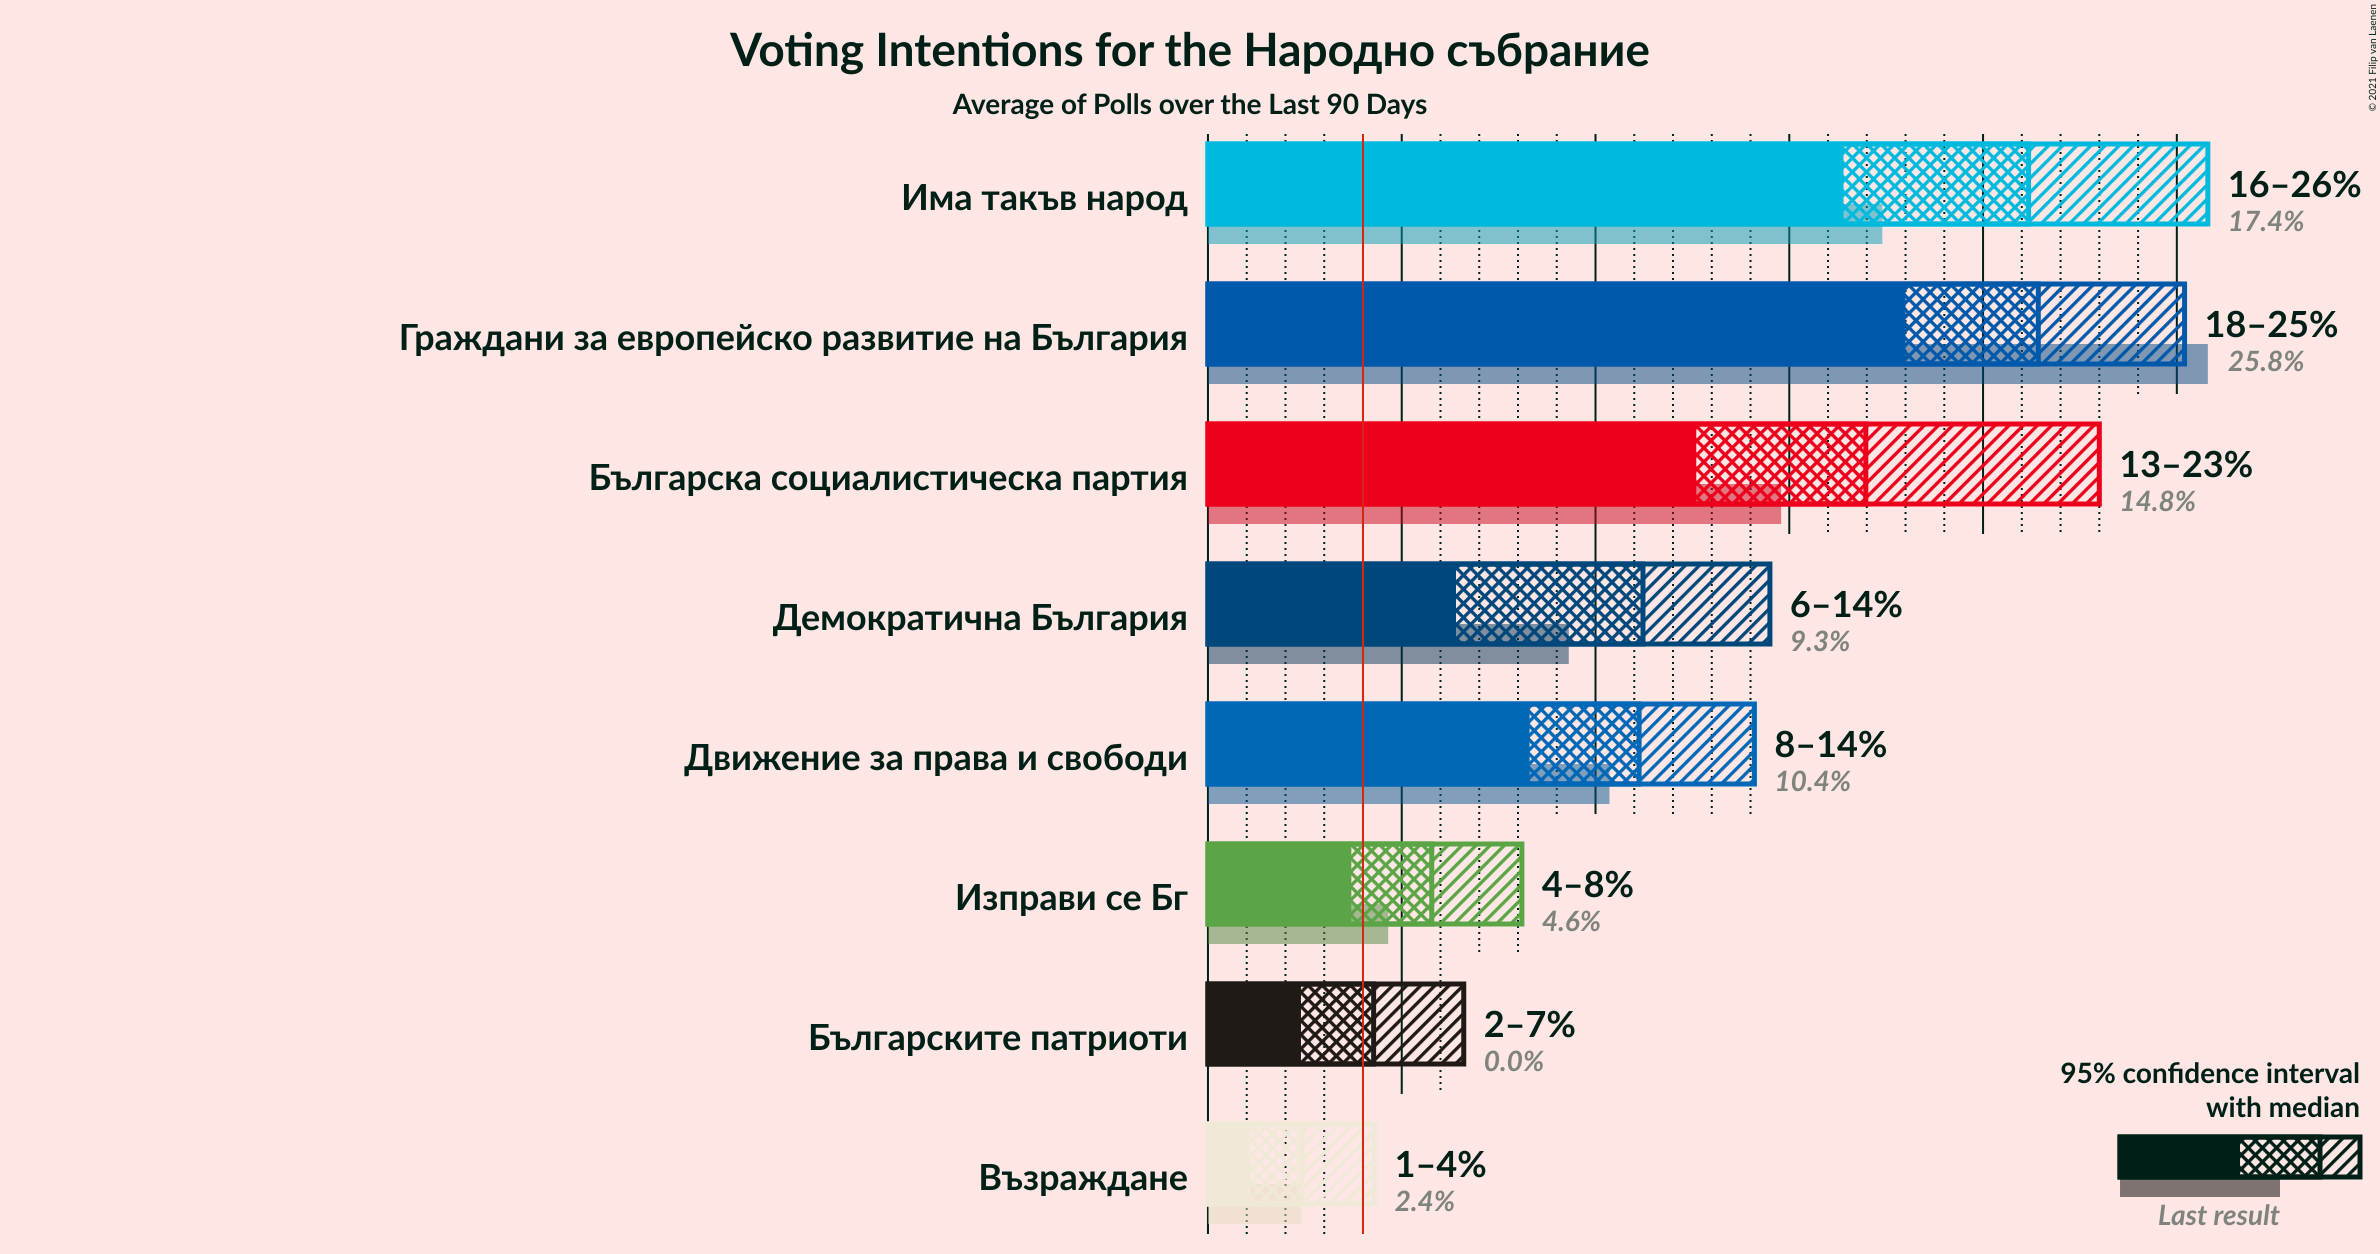 Voting Intentions for the Народно събрание
Average of Polls over the Last 90 Days
© 2021 Filip van Laenen
Има такъв народ
16–26%
17.4%
Граждани за европейско развитие на България
18–25%
25.8%
Българска социалистическа партия
13–23%
14.8%
Демократична България
6–14%
9.3%
Движение за права и свободи
8–14%
10.4%
Изправи се Бг
4–8%
4.6%
Българските патриоти
2–7%
0.0%
Възраждане
1–4%
2.4%
95% confidence interval
with median
Last result